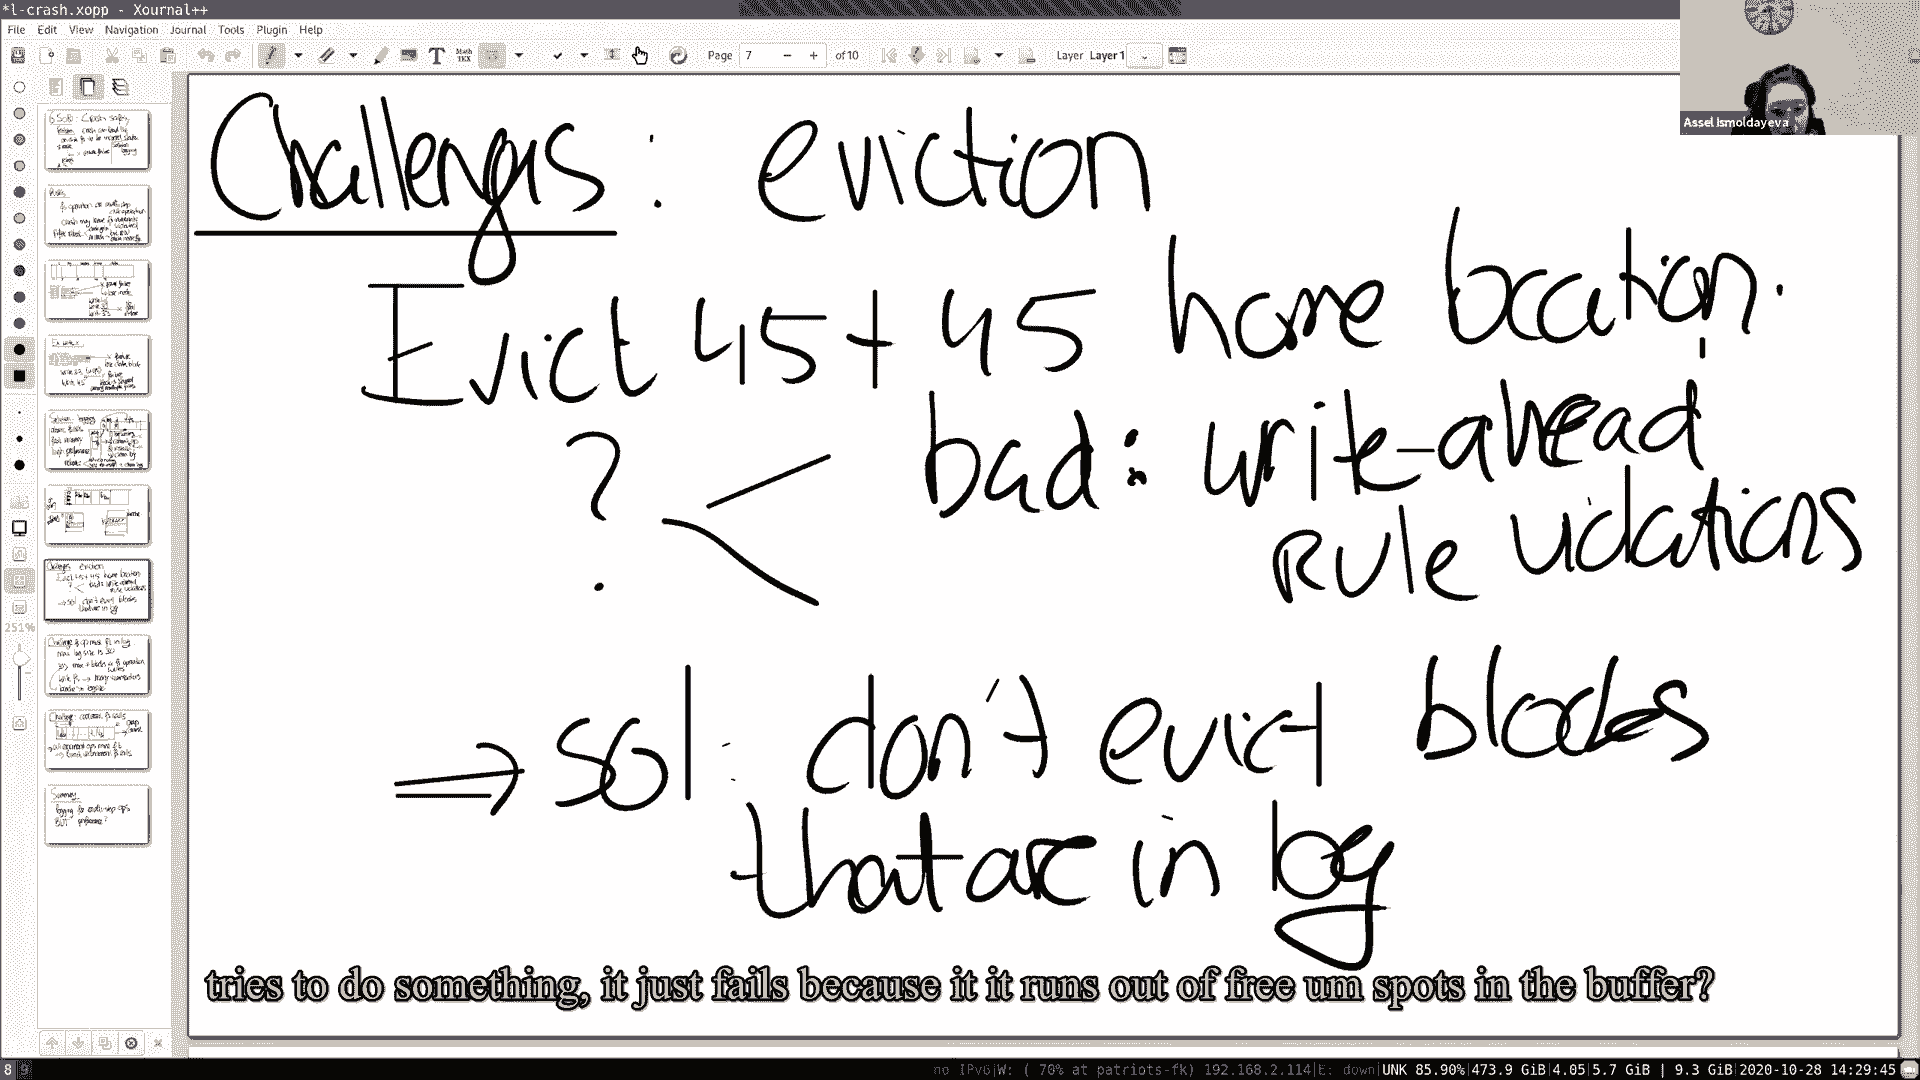 *l-crash.xopp - Xournal++
File Edit View Navigation Journal Tools Plugin Help
Page 7 - + of 10 Layer Layer 1
Assel Ismoldayeva
Challenges: eviction
Evict 45 + 45 home location.
? bad: write-ahead
Rule violations
⇒ sol: don't evict blocks
that are in log
tries to do something, it just fails because it it runs out of free um spots in the buffer?
251%
8 9 no IPv6|W: ( 70% at patriots-fk) 192.168.2.114|E: down|UNK 85.90%|473.9 GiB|4.05|5.7 GiB | 9.3 GiB|2020-10-28 14:29:45